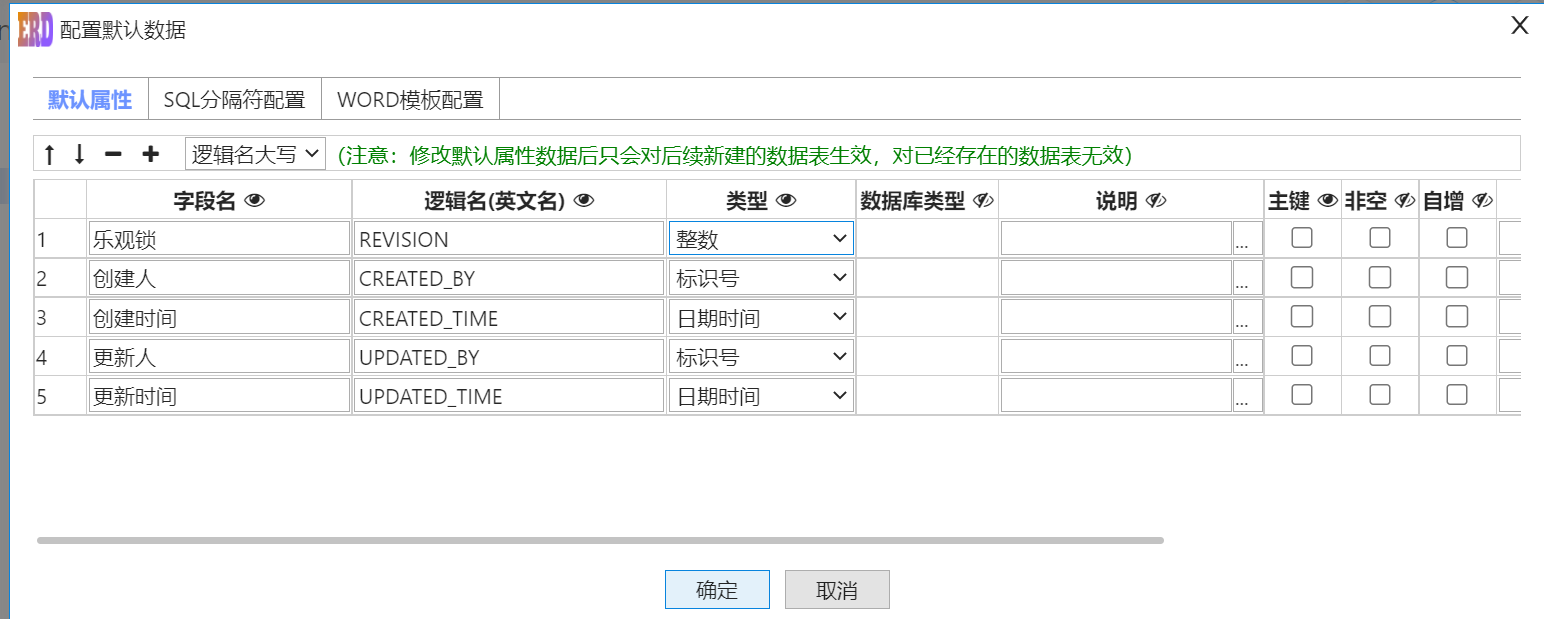 ERD 配置默认数据 X
默认属性 SQL分隔符配置 WORD模板配置
逻辑名大写 (注意：修改默认属性数据后只会对后续新建的数据表生效，对已经存在的数据表无效)
字段名 逻辑名(英文名) 类型 数据库类型 说明 主键 非空 自增
1 乐观锁 REVISION 整数 ...
2 创建人 CREATED_BY 标识号 ...
3 创建时间 CREATED_TIME 日期时间 ...
4 更新人 UPDATED_BY 标识号 ...
5 更新时间 UPDATED_TIME 日期时间 ...
确定 取消